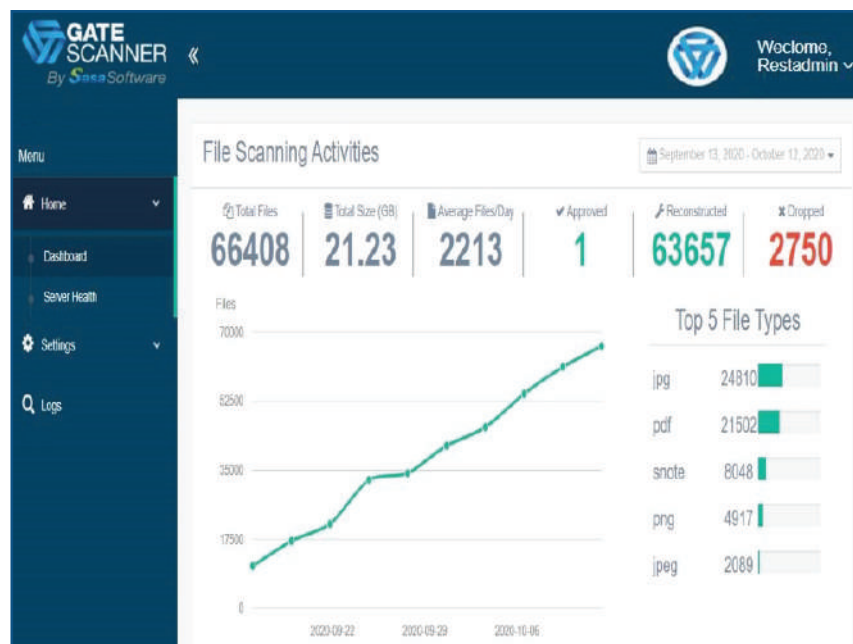 GATE
SCANNER
By Sasa Software
«
Weclome,
Restadmin
Menu
Home
Dashboard
Server Health
Settings
Logs
File Scanning Activities
September 13, 2020 - October 12, 2020
Total Files
66408
Total Size (GB)
21.23
Average Files/Day
2213
Approved
1
Reconstructed
63657
Dropped
2750
Files
70000
52500
35000
17500
0
2020-09-22
2020-09-29
2020-10-06
Top 5 File Types
jpg 24810
pdf 21502
snote 8048
png 4917
jpeg 2089